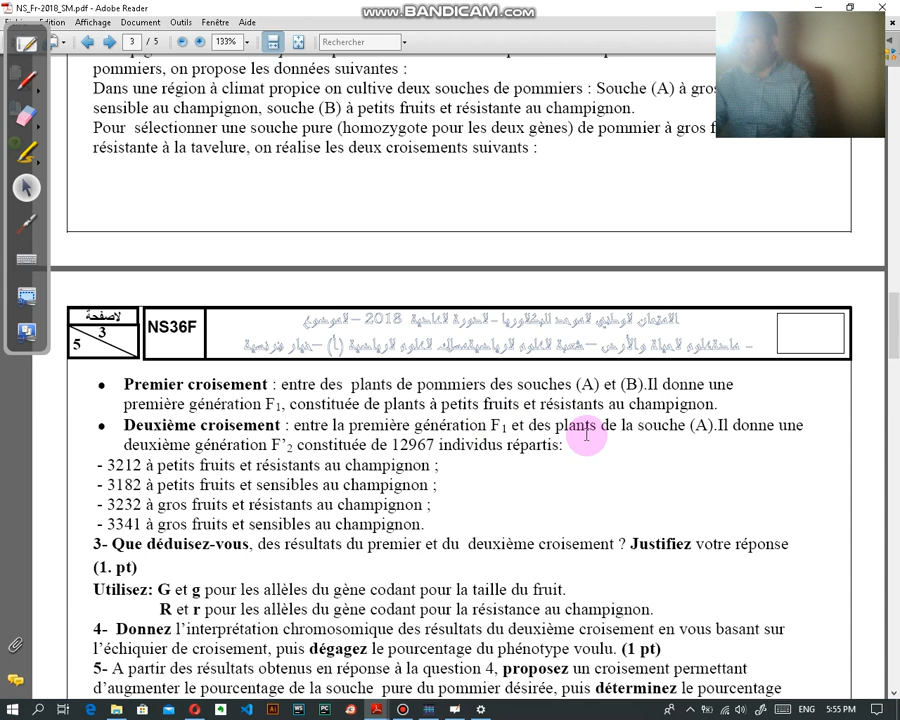 NS_Fr-2018_SM.pdf - Adobe Reader
www.BANDICAM.com
Edition Affichage Document Outils Fenêtre Aide
3 / 5 133% Rechercher
pommiers, on propose les données suivantes :
Dans une région à climat propice on cultive deux souches de pommiers : Souche (A) à gros
sensible au champignon, souche (B) à petits fruits et résistante au champignon.
Pour sélectionner une souche pure (homozygote pour les deux gènes) de pommier à gros f
résistante à la tavelure, on réalise les deux croisements suivants :
3
5
NS36F
• Premier croisement : entre des plants de pommiers des souches (A) et (B).Il donne une
première génération F1, constituée de plants à petits fruits et résistants au champignon.
• Deuxième croisement : entre la première génération F1 et des plants de la souche (A).Il donne une
deuxième génération F’2 constituée de 12967 individus répartis:
- 3212 à petits fruits et résistants au champignon ;
- 3182 à petits fruits et sensibles au champignon ;
- 3232 à gros fruits et résistants au champignon ;
- 3341 à gros fruits et sensibles au champignon.
3- Que déduisez-vous, des résultats du premier et du deuxième croisement ? Justifiez votre réponse
(1. pt)
Utilisez: G et g pour les allèles du gène codant pour la taille du fruit.
R et r pour les allèles du gène codant pour la résistance au champignon.
4- Donnez l’interprétation chromosomique des résultats du deuxième croisement en vous basant sur
l’échiquier de croisement, puis dégagez le pourcentage du phénotype voulu. (1 pt)
5- A partir des résultats obtenus en réponse à la question 4, proposez un croisement permettant
d’augmenter le pourcentage de la souche pure du pommier désirée, puis déterminez le pourcentage
ENG 5:55 PM